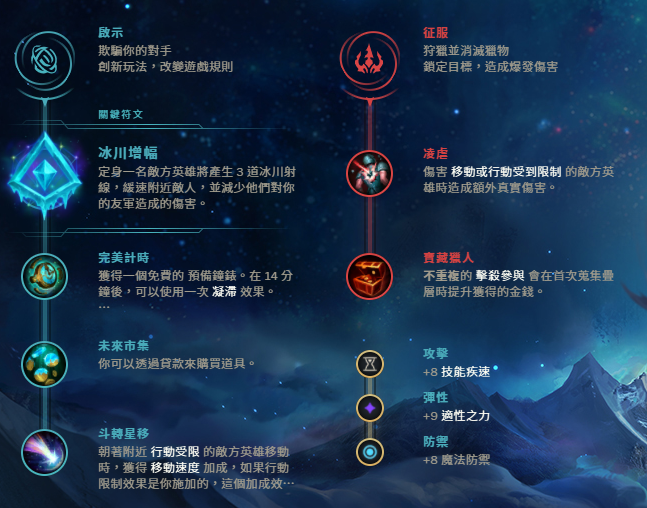 啟示
欺騙你的對手
創新玩法，改變遊戲規則
關鍵符文
冰川增幅
定身一名敵方英雄將產生 3 道冰川射
線，緩速附近敵人，並減少他們對你
的友軍造成的傷害。
完美計時
獲得一個免費的 預備鐘錶。在 14 分
鐘後，可以使用一次 凝滯 效果。
…
未來市集
你可以透過貸款來購買道具。
斗轉星移
朝著附近 行動受限 的敵方英雄移動
時，獲得 移動速度 加成，如果行動
限制效果是你施加的，這個加成效…
征服
狩獵並消滅獵物
鎖定目標，造成爆發傷害
凌虐
傷害 移動或行動受到限制 的敵方英
雄時造成額外真實傷害。
寶藏獵人
不重複的 擊殺參與 會在首次蒐集疊
層時提升獲得的金錢。
攻擊
+8 技能疾速
彈性
+9 適性之力
防禦
+8 魔法防禦